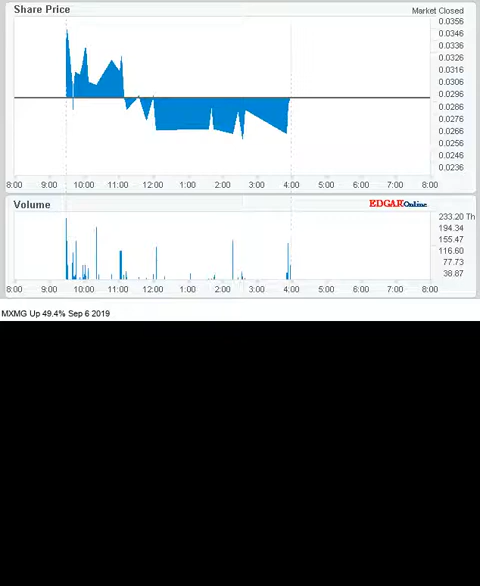 Share Price
Market Closed
0.0356
0.0346
0.0336
0.0326
0.0316
0.0306
0.0296
0.0286
0.0276
0.0266
0.0256
0.0246
0.0236
8:00 9:00 10:00 11:00 12:00 1:00 2:00 3:00 4:00 5:00 6:00 7:00 8:00
Volume
EDGAROnline
233.20 Th
194.34
155.47
116.60
77.73
38.87
8:00 9:00 10:00 11:00 12:00 1:00 2:00 3:00 4:00 5:00 6:00 7:00 8:00
MXMG Up 49.4% Sep 6 2019